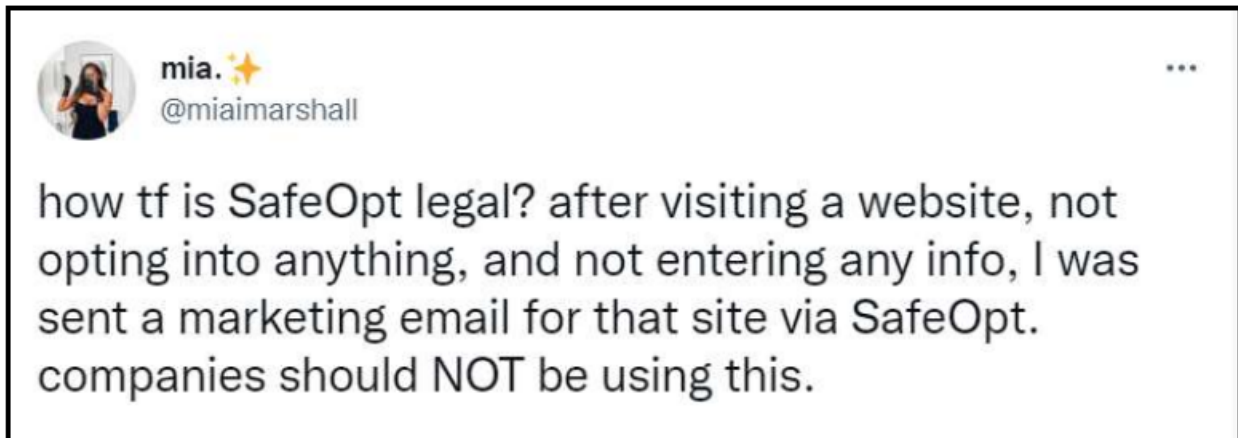 mia.✨
@miaimarshall
how tf is SafeOpt legal? after visiting a website, not
opting into anything, and not entering any info, I was
sent a marketing email for that site via SafeOpt.
companies should NOT be using this.